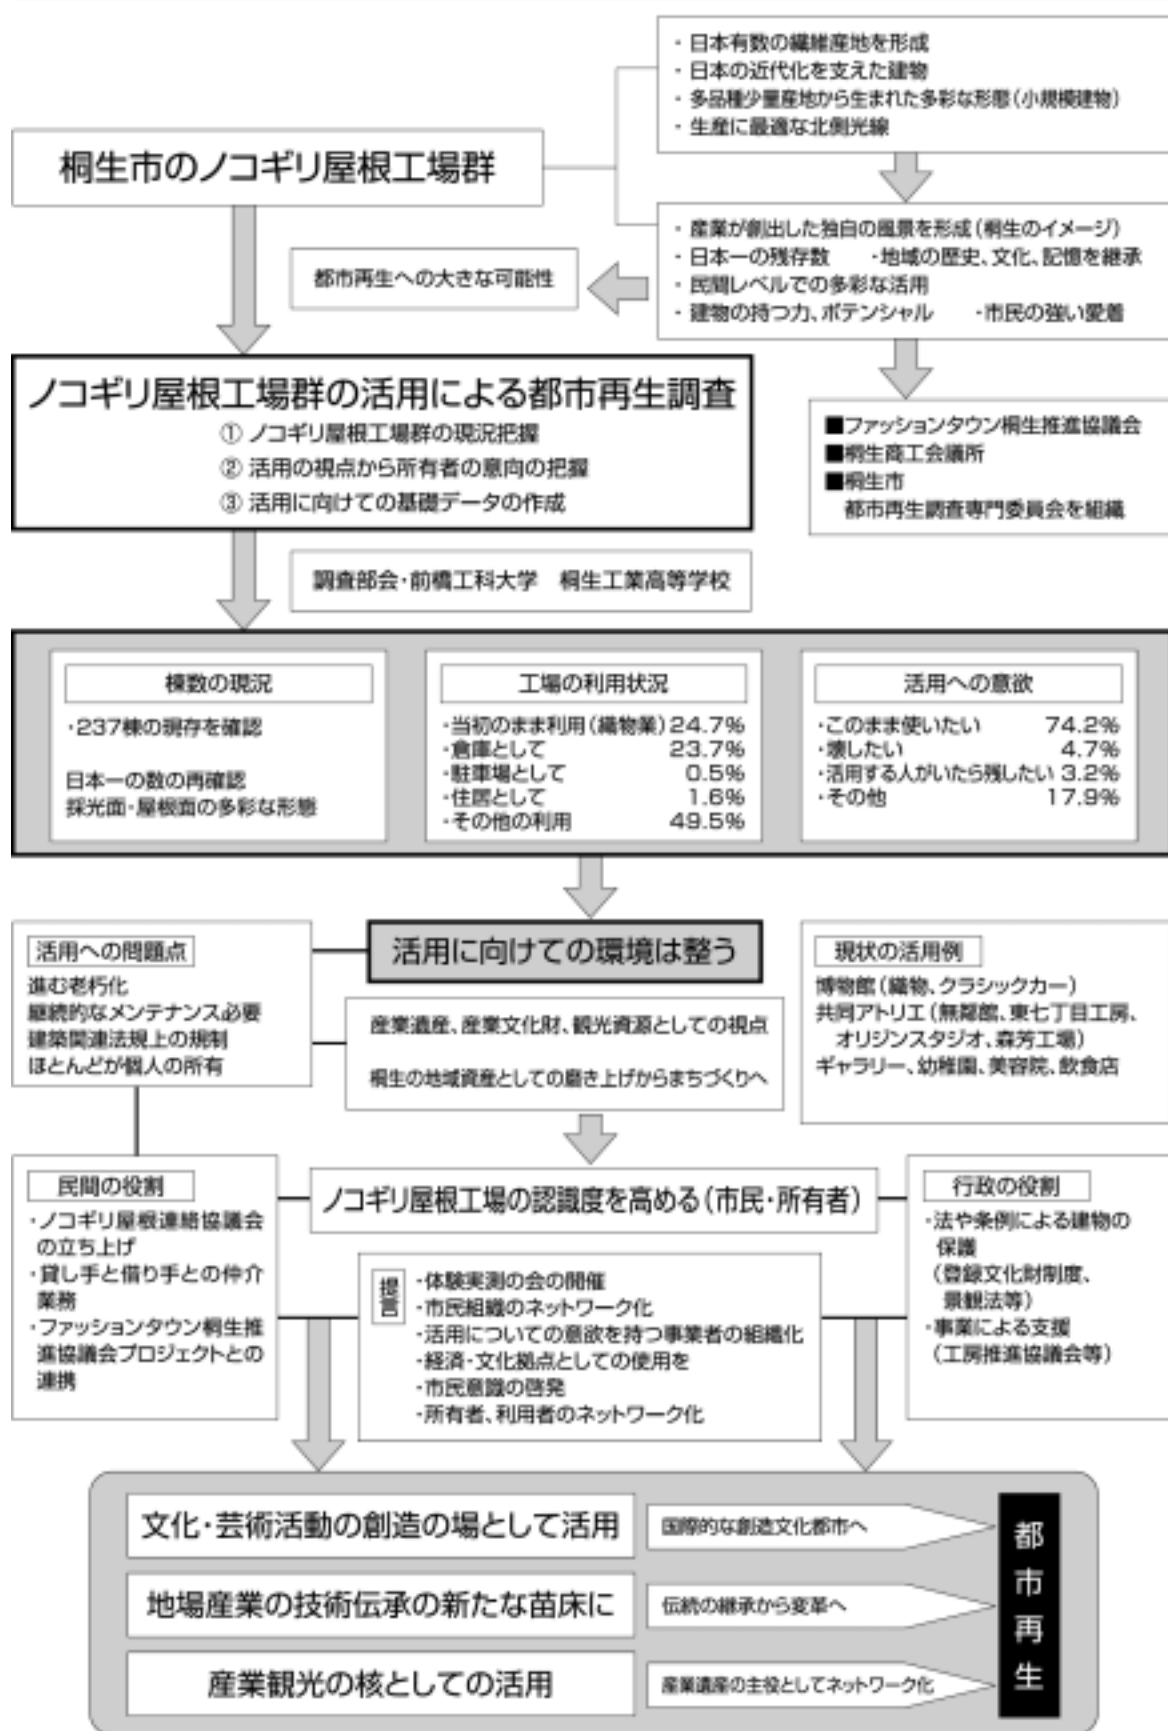 ・日本有数の繊維産地を形成
・日本の近代化を支えた建物
・多品種少量産地から生まれた多彩な形態(小規模建物)
・生産に最適な北側光線
桐生市のノコギリ屋根工場群
・産業が創出した独自の風景を形成(桐生のイメージ)
・日本一の残存数 ・地域の歴史、文化、記憶を継承
・民間レベルでの多彩な活用
・建物の持つ力、ポテンシャル ・市民の強い愛着
都市再生への大きな可能性
ノコギリ屋根工場群の活用による都市再生調査
① ノコギリ屋根工場群の現況把握
② 活用の視点から所有者の意向の把握
③ 活用に向けての基礎データの作成
■ファッションタウン桐生推進協議会
■桐生商工会議所
■桐生市
都市再生調査専門委員会を組織
調査部会・前橋工科大学 桐生工業高等学校
棟数の現況
・237棟の現存を確認
日本一の数の再確認
採光面・屋根面の多彩な形態
工場の利用状況
・当初のまま利用(織物業)24.7%
・倉庫として 23.7%
・駐車場として 0.5%
・住居として 1.6%
・その他の利用 49.5%
活用への意欲
・このまま使いたい 74.2%
・壊したい 4.7%
・活用する人がいたら残したい 3.2%
・その他 17.9%
活用への問題点
進む老朽化
継続的なメンテナンス必要
建築関連法規上の規制
ほとんどが個人の所有
活用に向けての環境は整う
産業遺産、産業文化財、観光資源としての視点
桐生の地域資産としての磨き上げからまちづくりへ
現状の活用例
博物館(織物、クラシックカー)
共同アトリエ(無鄰館、東七丁目工房、
オリジンスタジオ、森芳工場)
ギャラリー、幼稚園、美容院、飲食店
民間の役割
・ノコギリ屋根連絡協議会
の立ち上げ
・貸し手と借り手との仲介
業務
・ファッションタウン桐生推
進協議会プロジェクトとの
連携
ノコギリ屋根工場の認識度を高める(市民・所有者)
提言
・体験実測の会の開催
・市民組織のネットワーク化
・活用についての意欲を持つ事業者の組織化
・経済・文化拠点としての使用を
・市民意識の啓発
・所有者、利用者のネットワーク化
行政の役割
・法や条例による建物の
保護
(登録文化財制度、
景観法等)
・事業による支援
(工房推進協議会等)
文化・芸術活動の創造の場として活用
国際的な創造文化都市へ
地場産業の技術伝承の新たな苗床に
伝統の継承から変革へ
産業観光の核としての活用
産業遺産の主役としてネットワーク化
都市再生